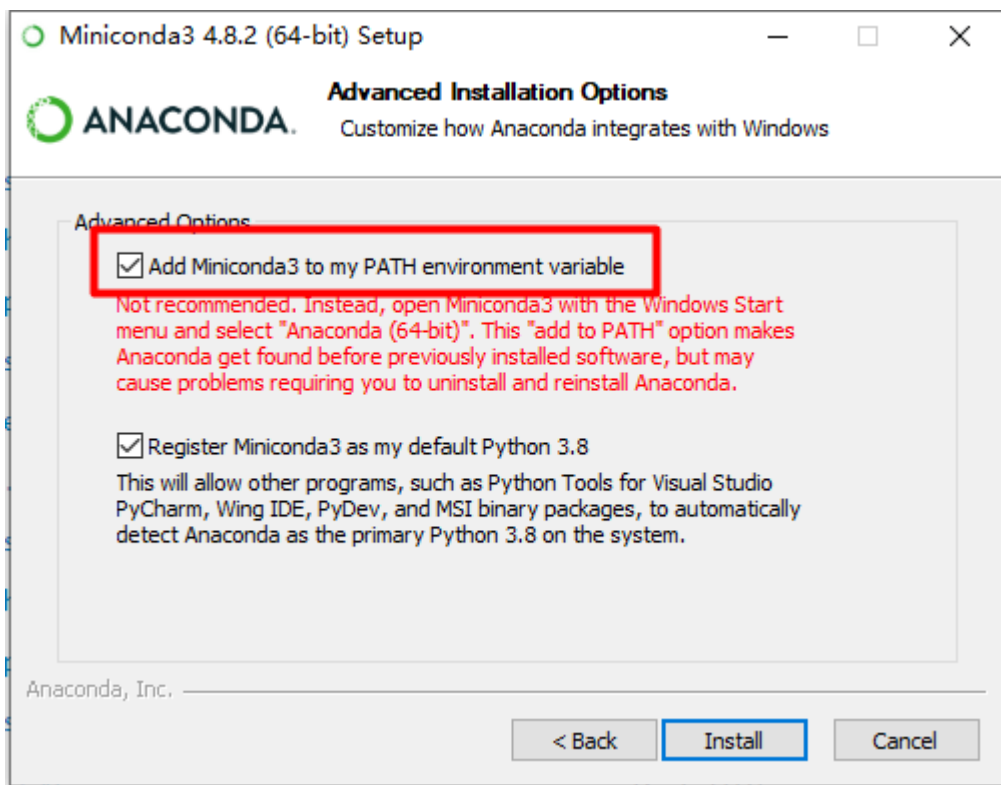 Miniconda3 4.8.2 (64-bit) Setup
ANACONDA.
Advanced Installation Options
Customize how Anaconda integrates with Windows
Advanced Options
Add Miniconda3 to my PATH environment variable
Not recommended. Instead, open Miniconda3 with the Windows Start
menu and select "Anaconda (64-bit)". This "add to PATH" option makes
Anaconda get found before previously installed software, but may
cause problems requiring you to uninstall and reinstall Anaconda.
Register Miniconda3 as my default Python 3.8
This will allow other programs, such as Python Tools for Visual Studio
PyCharm, Wing IDE, PyDev, and MSI binary packages, to automatically
detect Anaconda as the primary Python 3.8 on the system.
Anaconda, Inc.
< Back
Install
Cancel